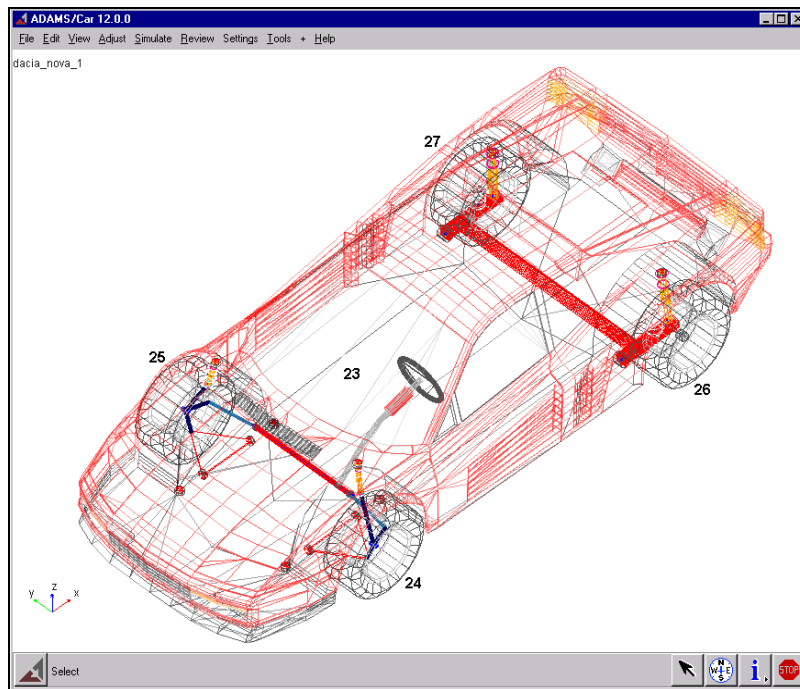 ADAMS/Car 12.0.0
File Edit View Adjust Simulate Review Settings Tools + Help
dacia_nova_1
27
25
23
26
24
y z x
Select
N
W E
S
i
STOP